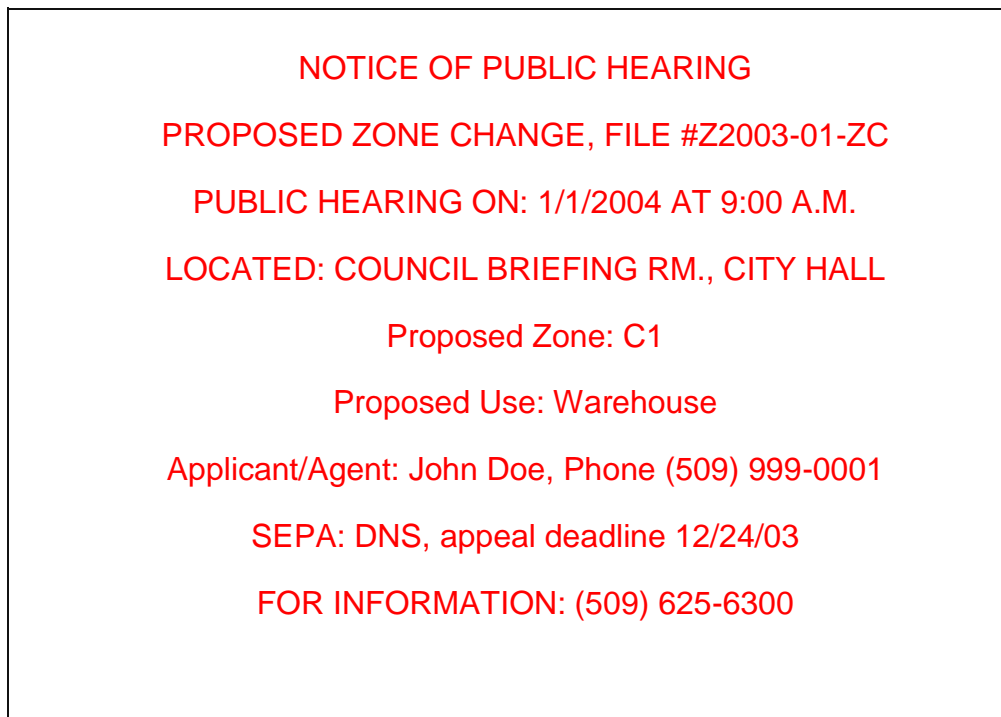 NOTICE OF PUBLIC HEARING
PROPOSED ZONE CHANGE, FILE #Z2003-01-ZC
PUBLIC HEARING ON: 1/1/2004 AT 9:00 A.M.
LOCATED: COUNCIL BRIEFING RM., CITY HALL
Proposed Zone: C1
Proposed Use: Warehouse
Applicant/Agent: John Doe, Phone (509) 999-0001
SEPA: DNS, appeal deadline 12/24/03
FOR INFORMATION: (509) 625-6300